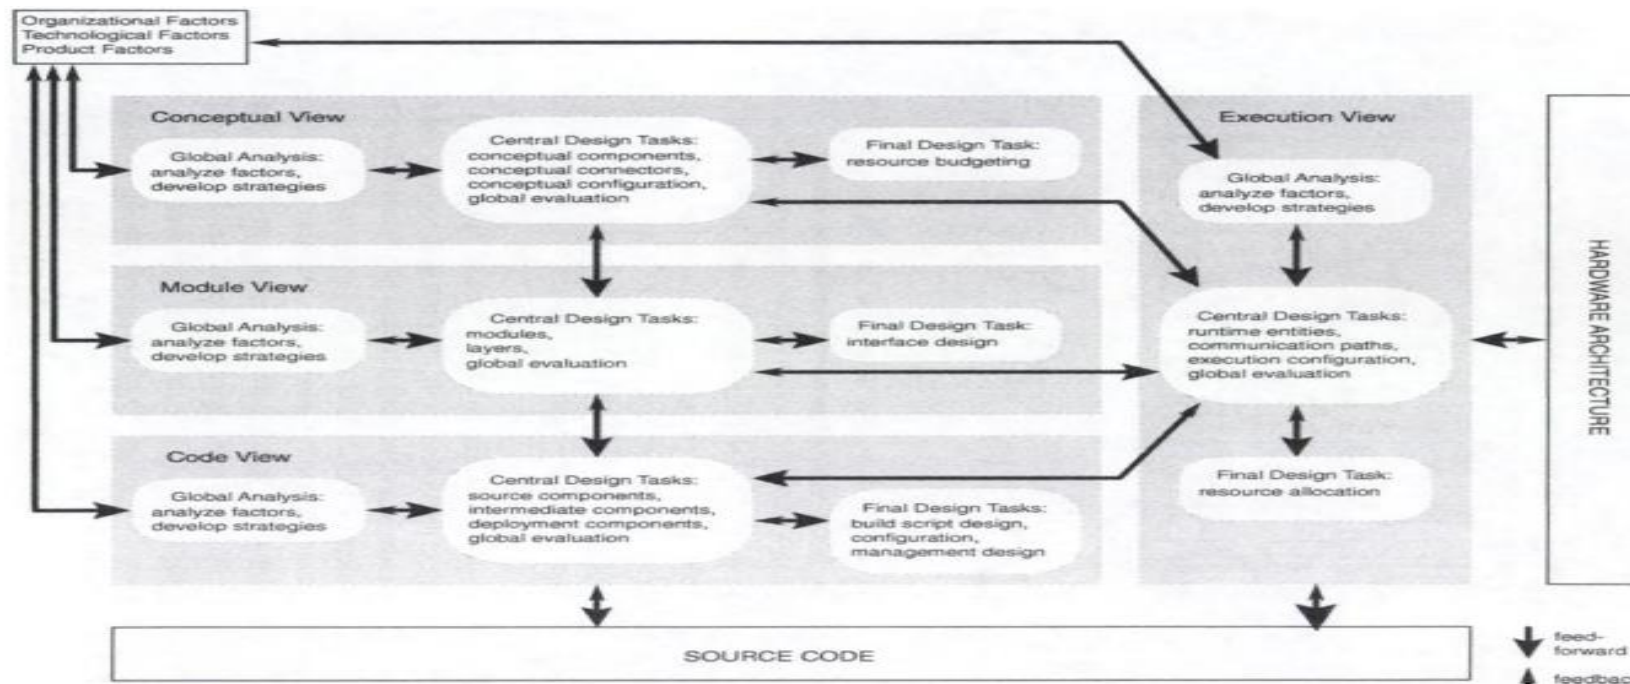 Organizational Factors
Technological Factors
Product Factors
Conceptual View
Global Analysis:
analyze factors,
develop strategies
Central Design Tasks:
conceptual components,
conceptual connectors,
conceptual configuration,
global evaluation
Final Design Task:
resource budgeting
Module View
Global Analysis:
analyze factors,
develop strategies
Central Design Tasks:
modules,
layers,
global evaluation
Final Design Task:
interface design
Code View
Global Analysis:
analyze factors,
develop strategies
Central Design Tasks:
source components,
intermediate components,
deployment components,
global evaluation
Final Design Tasks:
build script design,
configuration,
management design
Execution View
Global Analysis:
analyze factors,
develop strategies
Central Design Tasks:
runtime entities,
communication paths,
execution configuration,
global evaluation
Final Design Task:
resource allocation
HARDWARE ARCHITECTURE
SOURCE CODE
feed-
forward
feedback